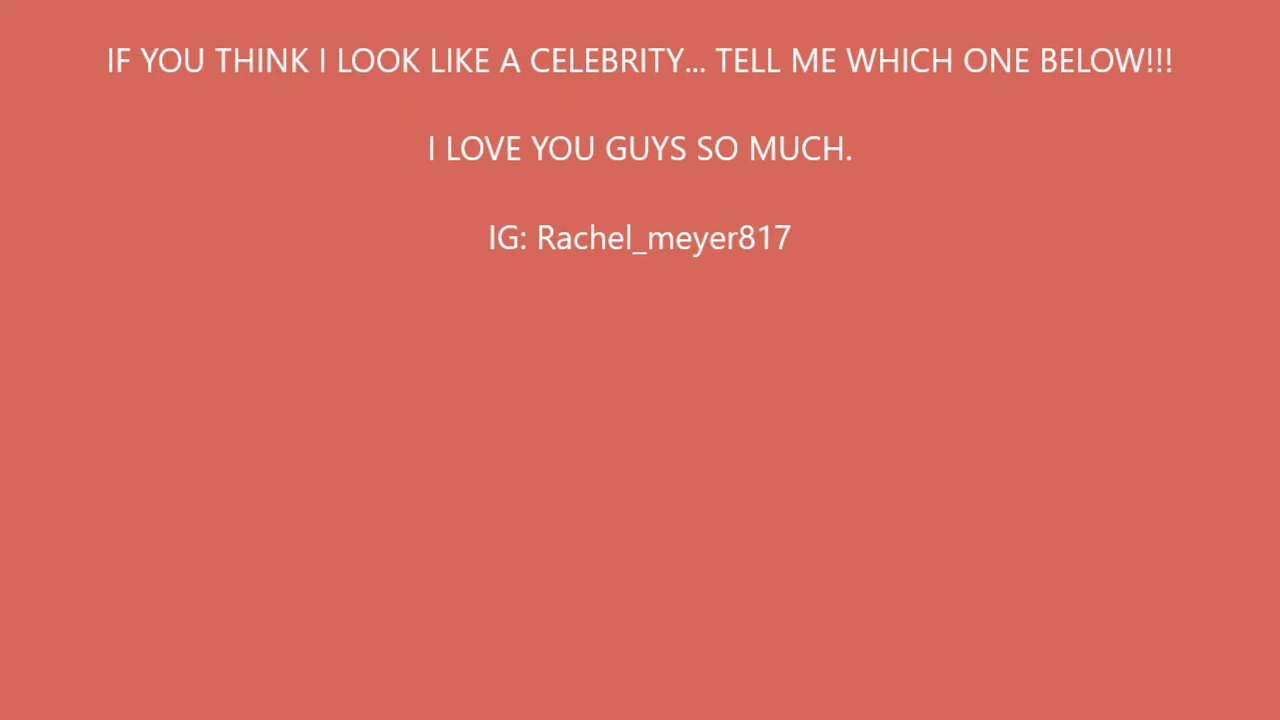 IF YOU THINK I LOOK LIKE A CELEBRITY... TELL ME WHICH ONE BELOW!!!
I LOVE YOU GUYS SO MUCH.
IG: Rachel_meyer817